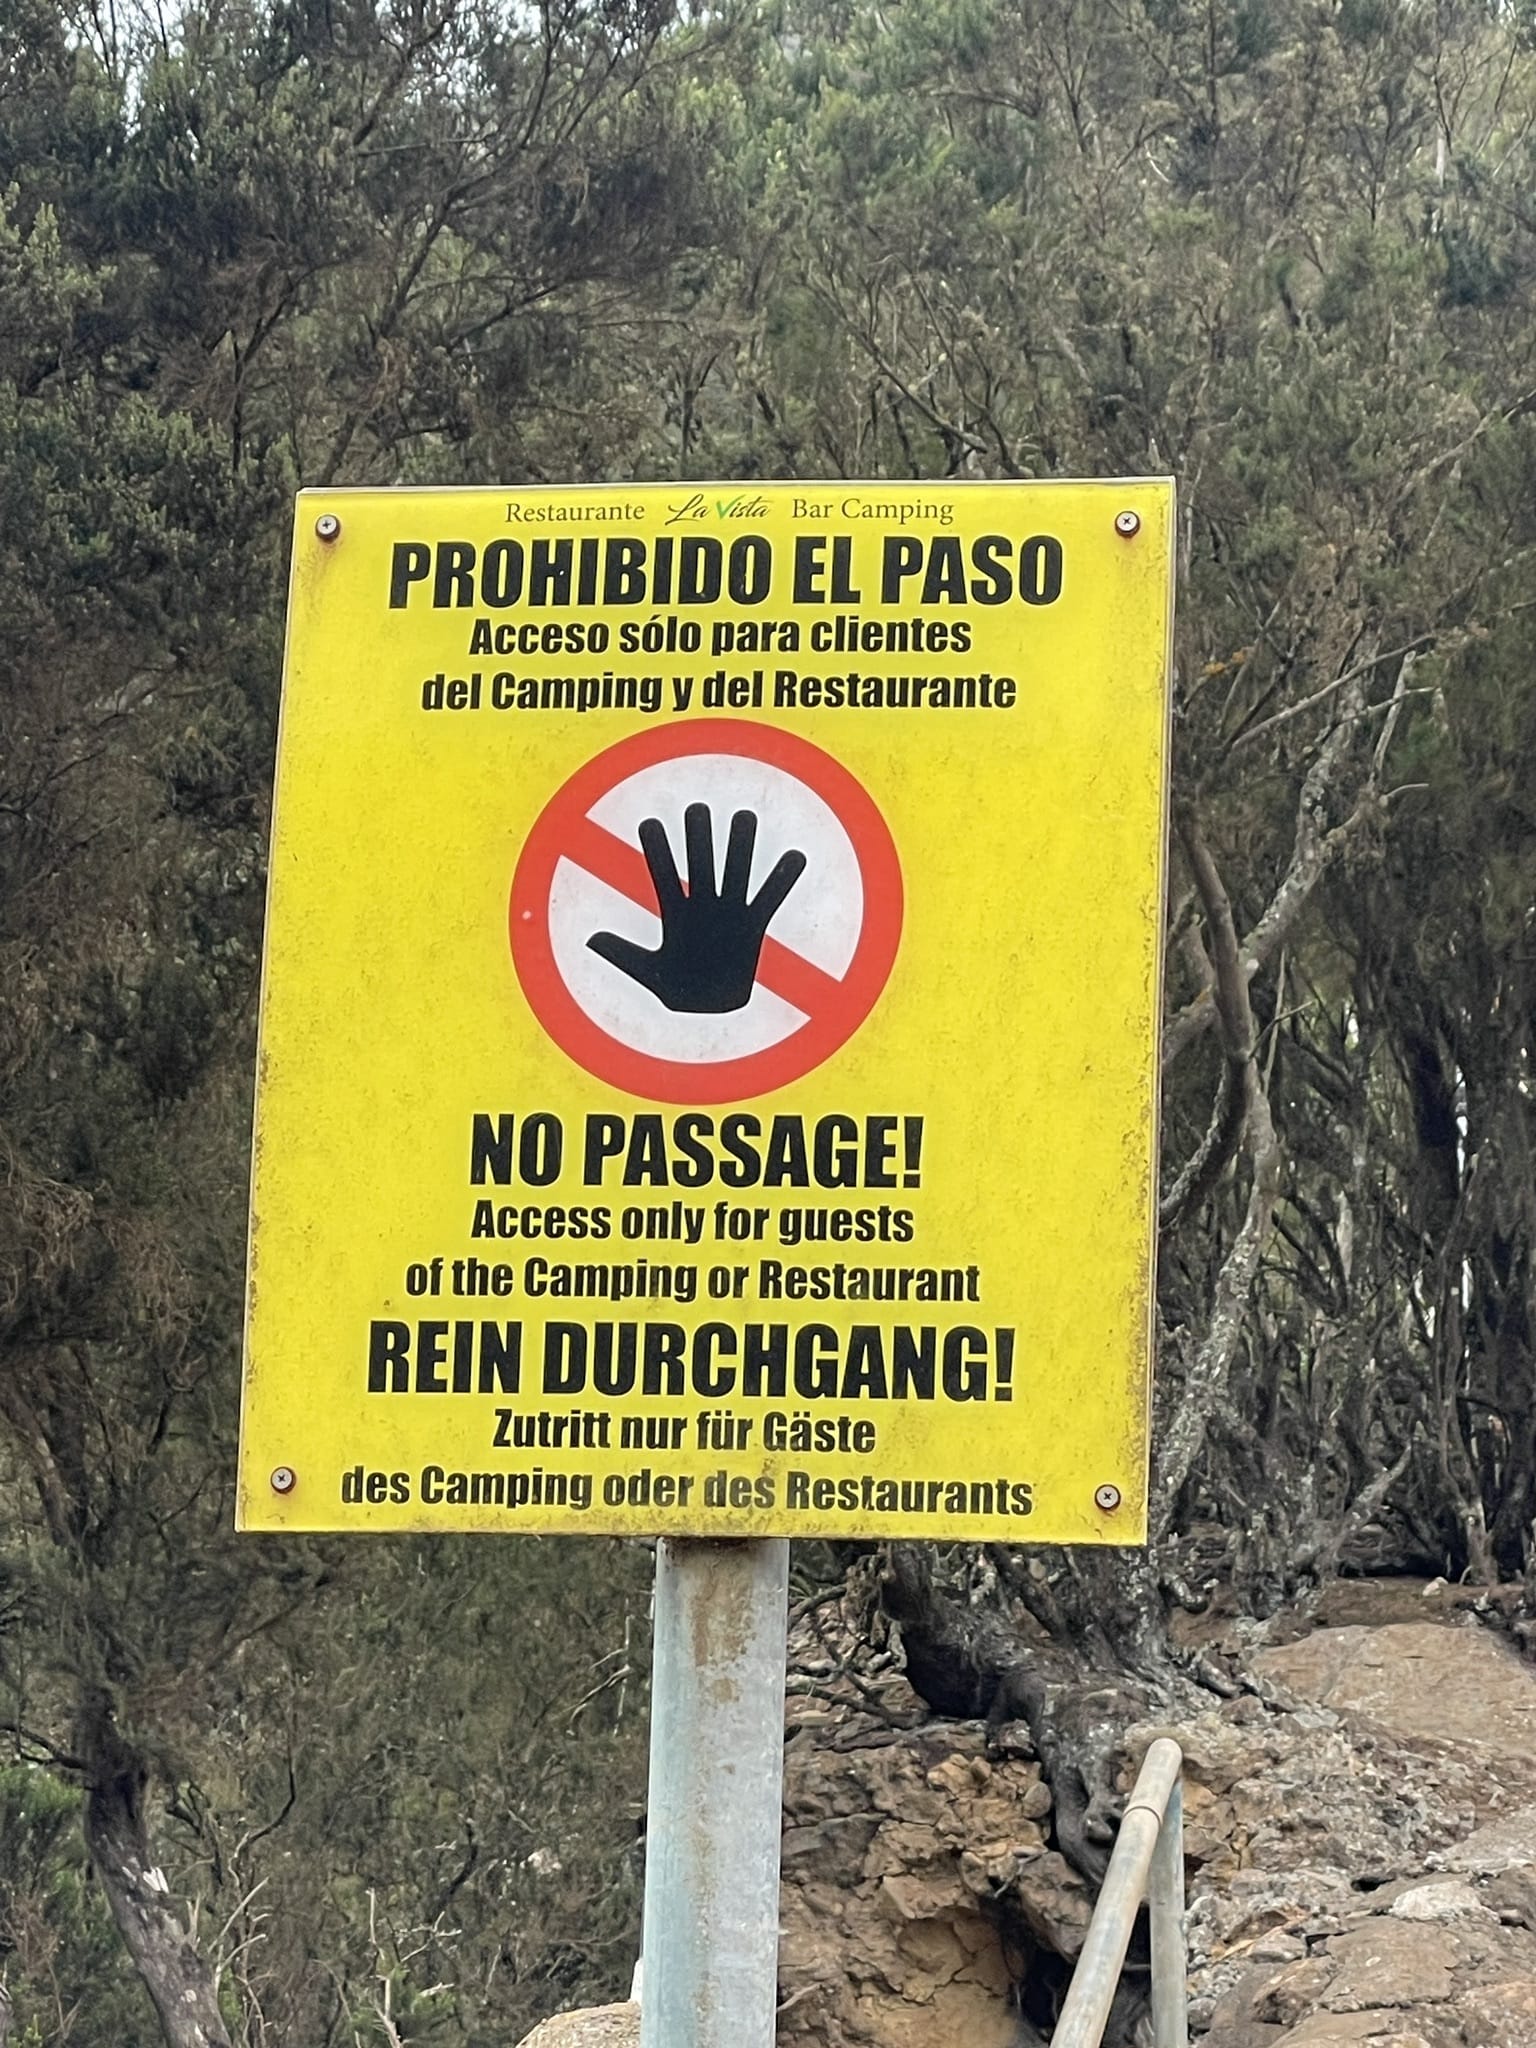 Restaurante La Vista Bar Camping
PROHIBIDO EL PASO
Acceso sólo para clientes
del Camping y del Restaurante
NO PASSAGE!
Access only for guests
of the Camping or Restaurant
REIN DURCHGANG!
Zutritt nur für Gäste
des Camping oder des Restaurants